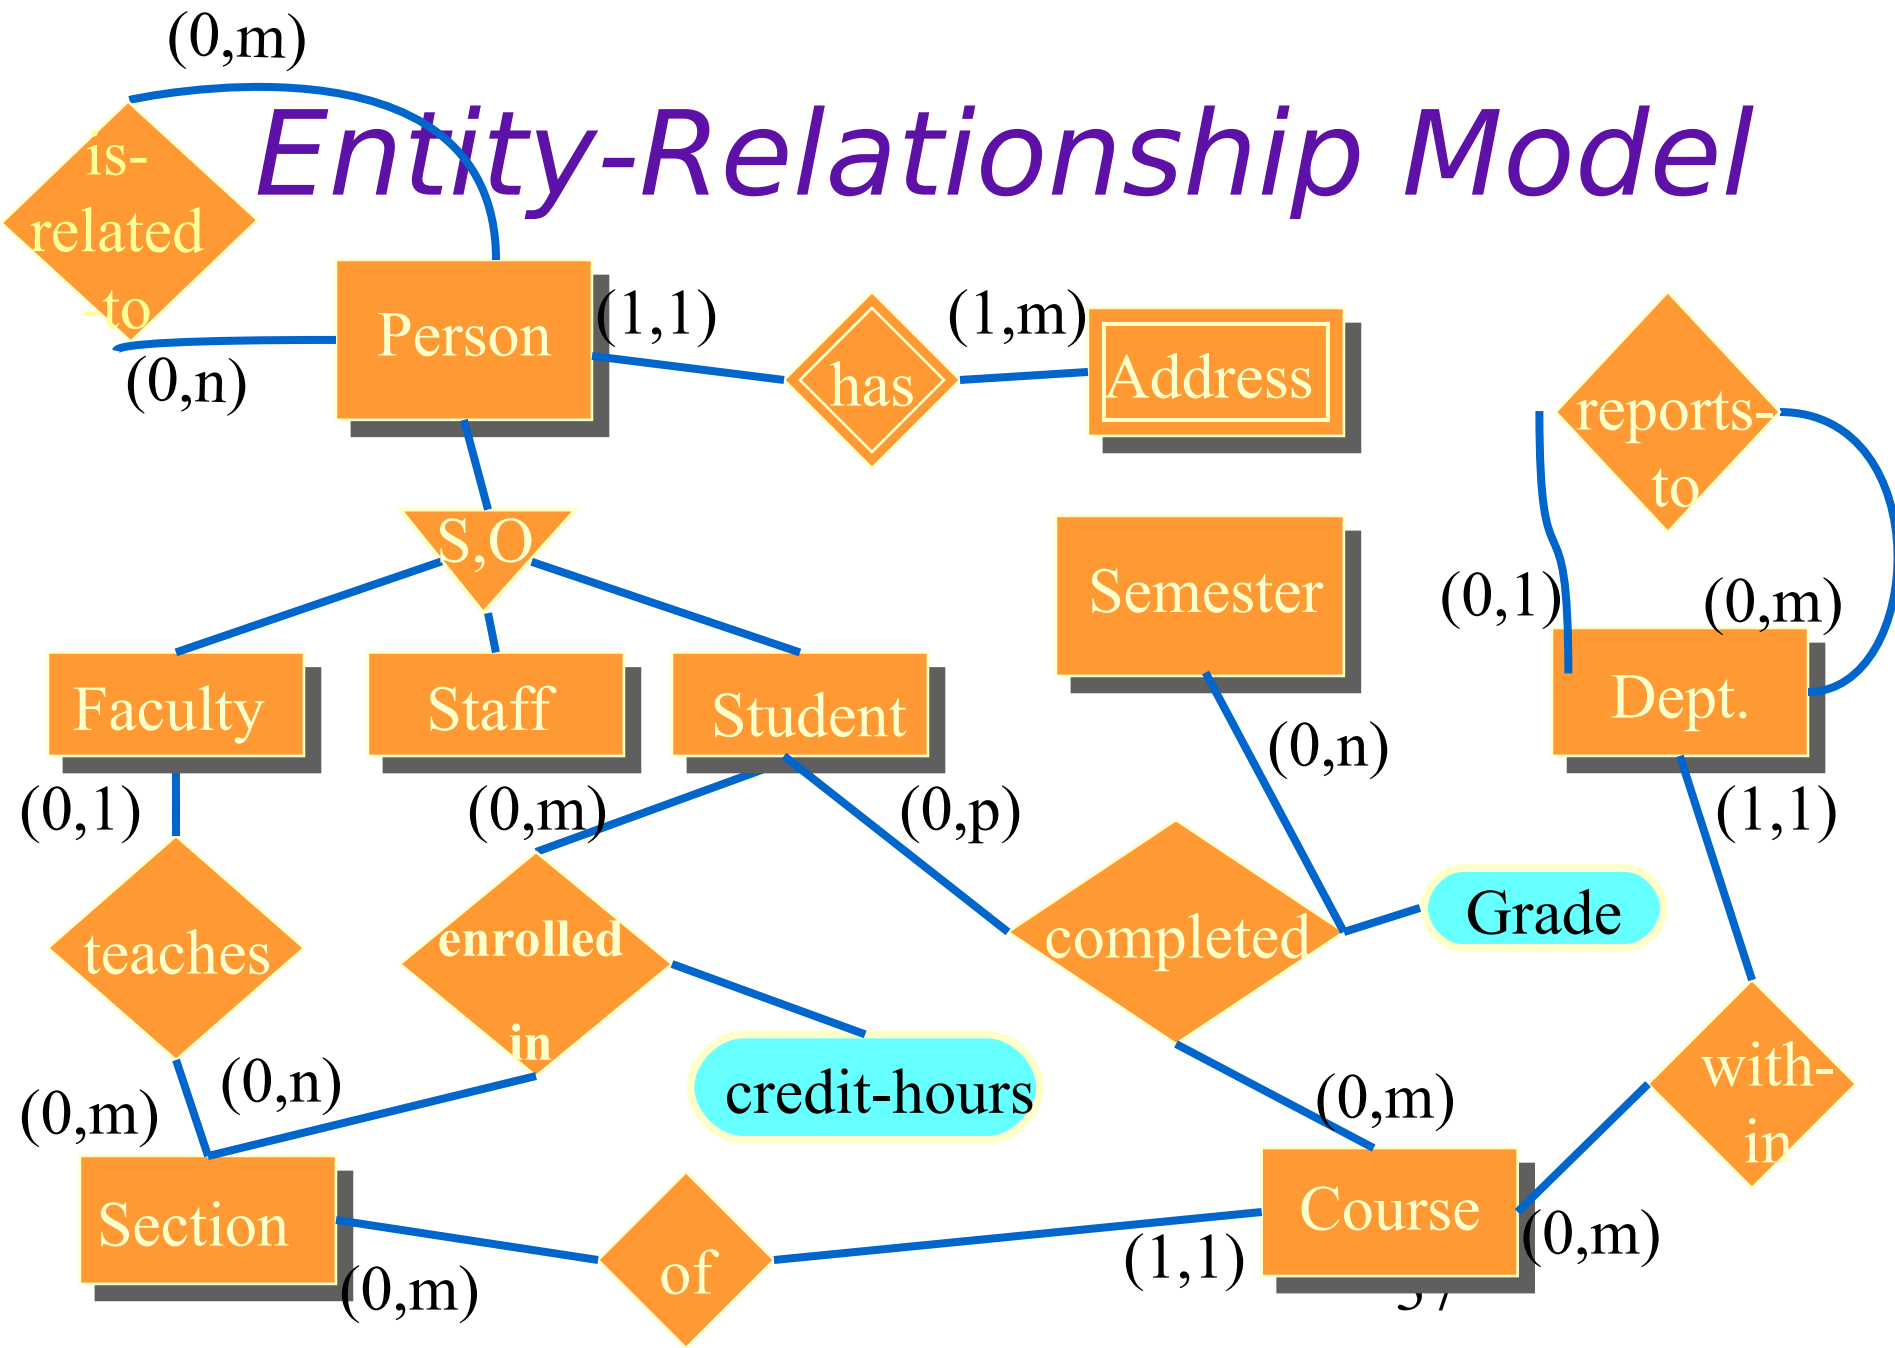 (0,m)
Entity-Relationship Model
is-
related
-to
(0,n)
Person
(1,1)
has
(1,m)
Address
reports-
to
S,O
Semester
(0,1)
(0,m)
Dept.
Faculty
Staff
Student
(0,n)
(0,1)
(0,m)
(0,p)
(1,1)
teaches
enrolled
in
completed
Grade
credit-hours
with-
in
(0,m)
(0,n)
(0,m)
Section
(0,m)
of
(1,1)
Course
(0,m)